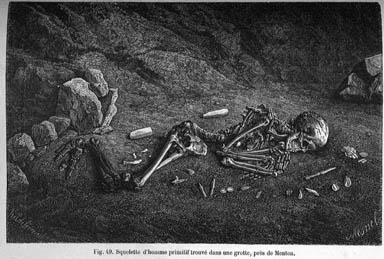 Fig. 49. Squelette d'homme primitif trouvé dans une grotte, près de Menton.